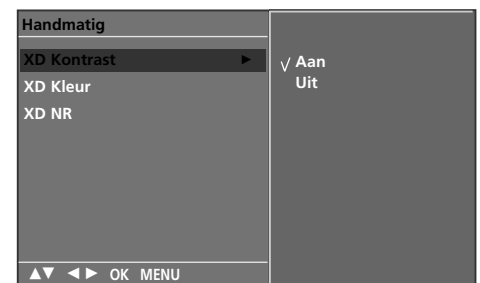 Handmatig
XD Kontrast ►
XD Kleur
XD NR
√ Aan
Uit
▲▼ ◄► OK MENU